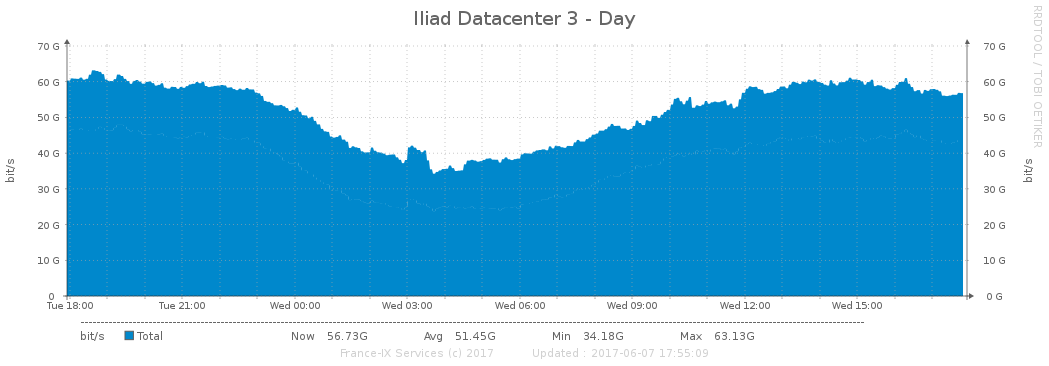 Iliad Datacenter 3 - Day
RRDTOOL / TOBI OETIKER
bit/s
70 G
60 G
50 G
40 G
30 G
20 G
10 G
0
70 G
60 G
50 G
40 G
30 G
20 G
10 G
0 G
bit/s
Tue 18:00 Tue 21:00 Wed 00:00 Wed 03:00 Wed 06:00 Wed 09:00 Wed 12:00 Wed 15:00
bit/s Total Now 56.73G Avg 51.45G Min 34.18G Max 63.13G
France-IX Services (c) 2017 Updated : 2017-06-07 17:55:09